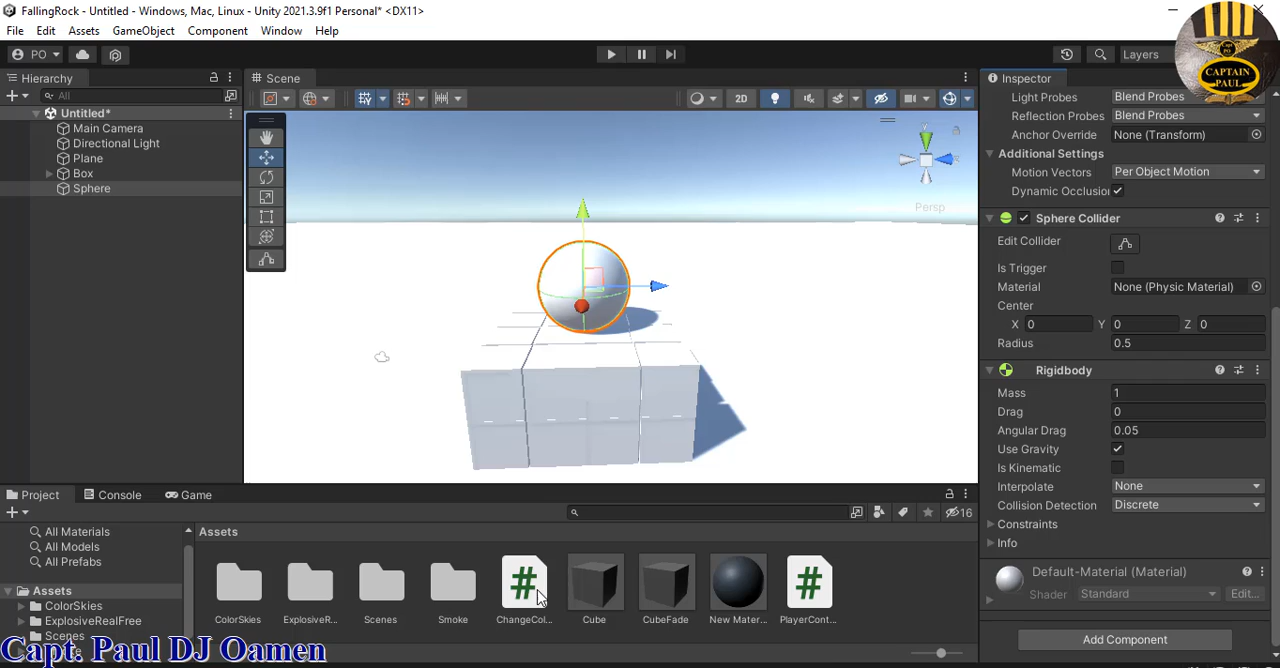 FallingRock - Untitled - Windows, Mac, Linux - Unity 2021.3.9f1 Personal* <DX11>
File Edit Assets GameObject Component Window Help
PO Layers
CAPTAIN PAUL
Hierarchy Scene Inspector
All 2D
Untitled*
Main Camera
Directional Light
Plane
Box
Sphere
Persp
Light Probes Blend Probes
Reflection Probes Blend Probes
Anchor Override None (Transform)
Additional Settings
Motion Vectors Per Object Motion
Dynamic Occlusion
Sphere Collider
Edit Collider
Is Trigger
Material None (Physic Material)
Center
X 0 Y 0 Z 0
Radius 0.5
Rigidbody
Mass 1
Drag 0
Angular Drag 0.05
Use Gravity
Is Kinematic
Interpolate None
Collision Detection Discrete
Constraints
Info
Default-Material (Material)
Shader Standard Edit...
Add Component
Project Console Game
16
All Materials
All Models
All Prefabs
Assets
ColorSkies
ExplosiveRealFree
Scenes
Assets
ColorSkies ExplosiveR... Scenes Smoke ChangeCol... Cube CubeFade New Mater... PlayerCont...
Capt. Paul DJ Oamen